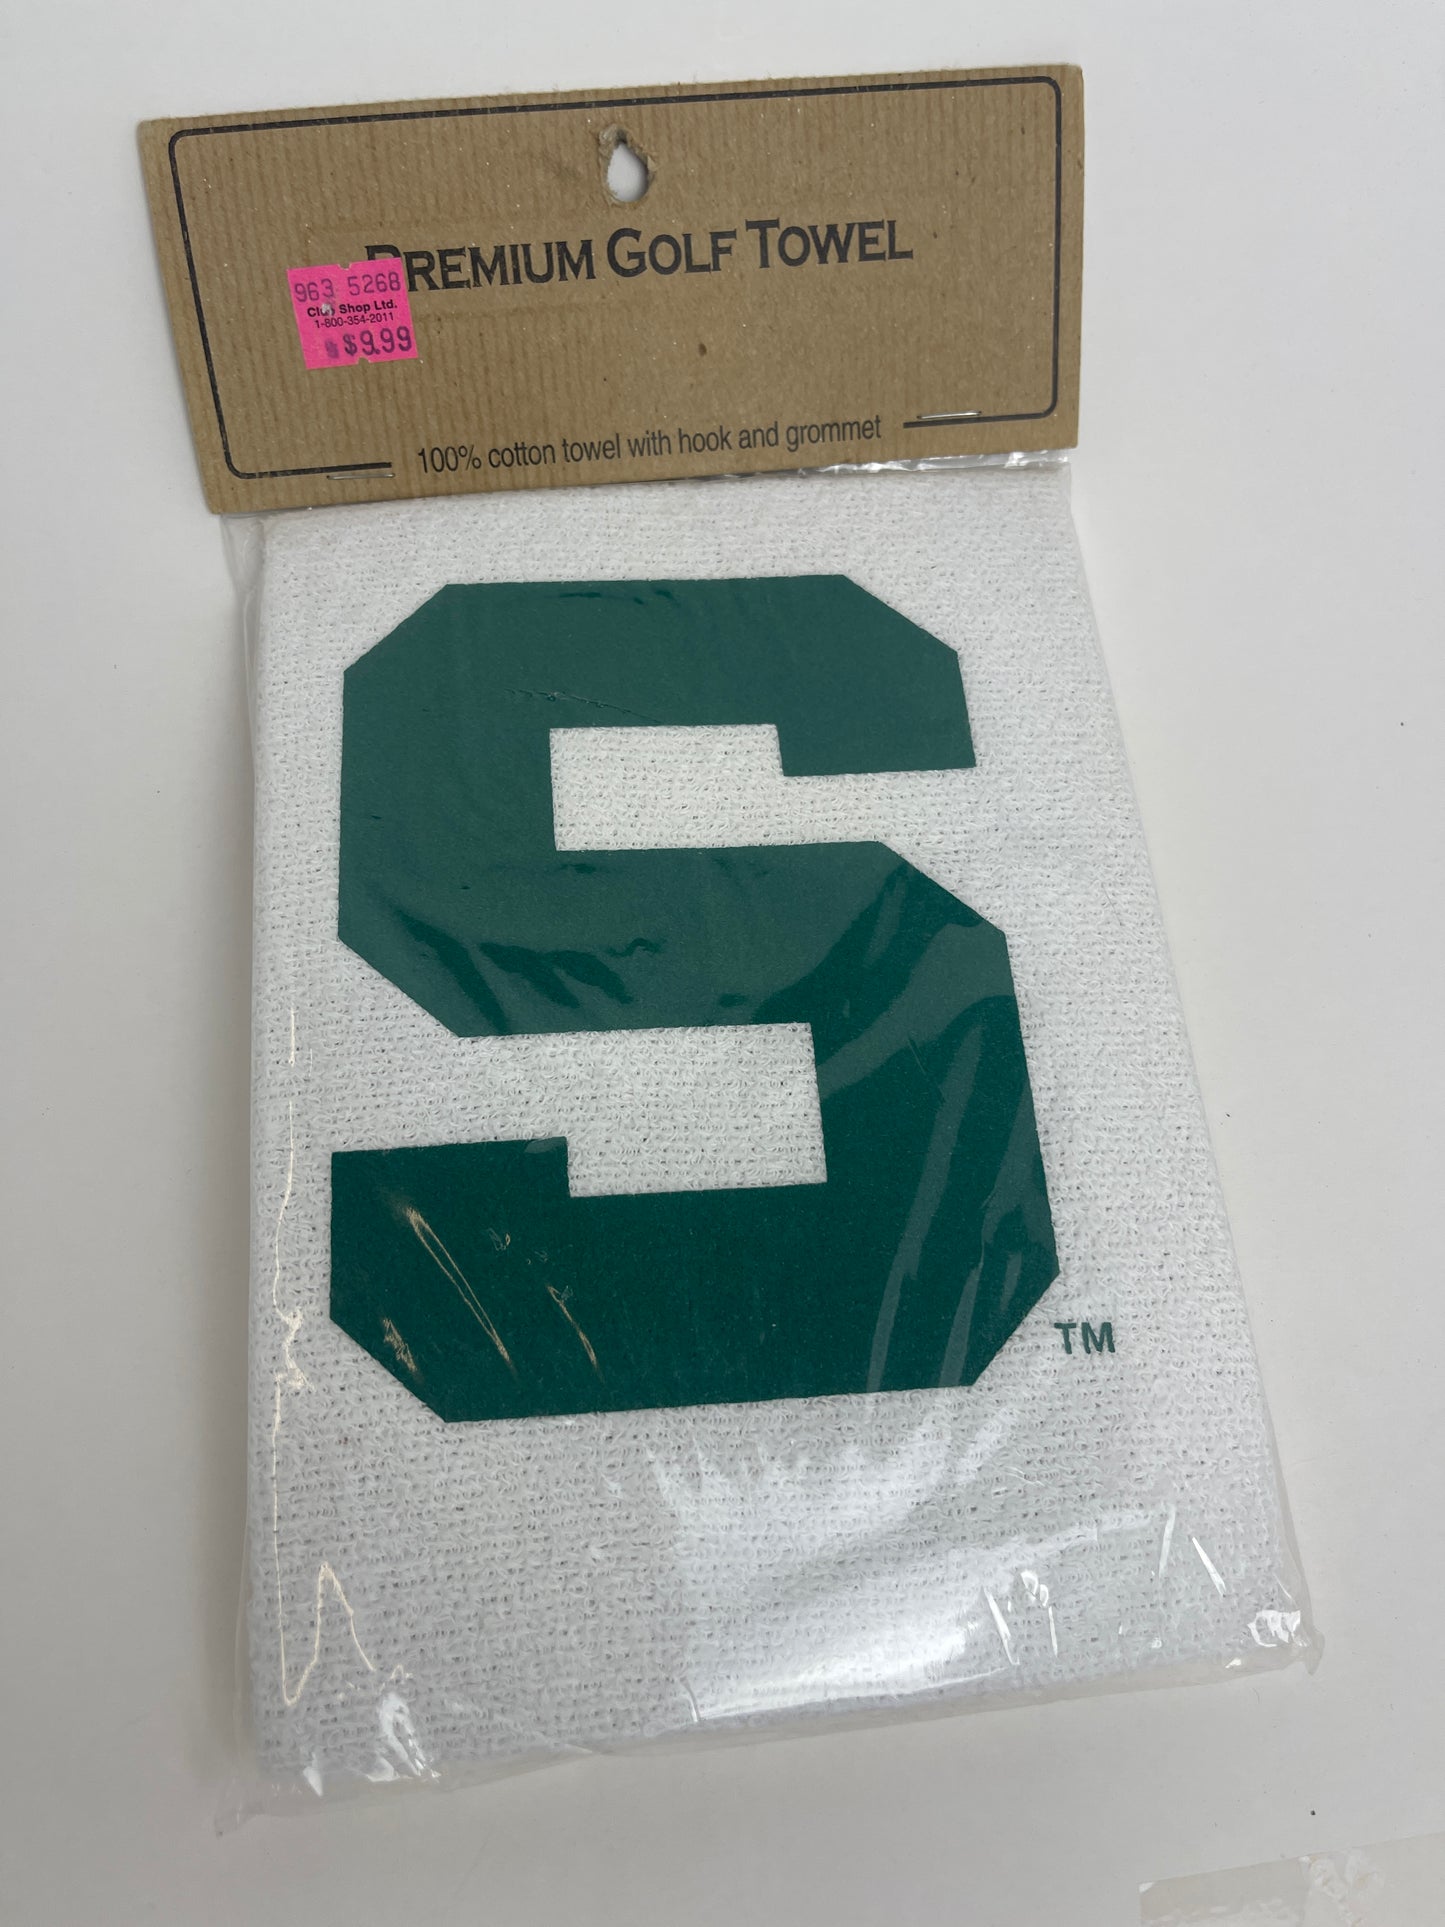 PREMIUM GOLF TOWEL
963 5268
Club Shop Ltd.
1-800-354-2011
$9.99
100% cotton towel with hook and grommet
S
TM